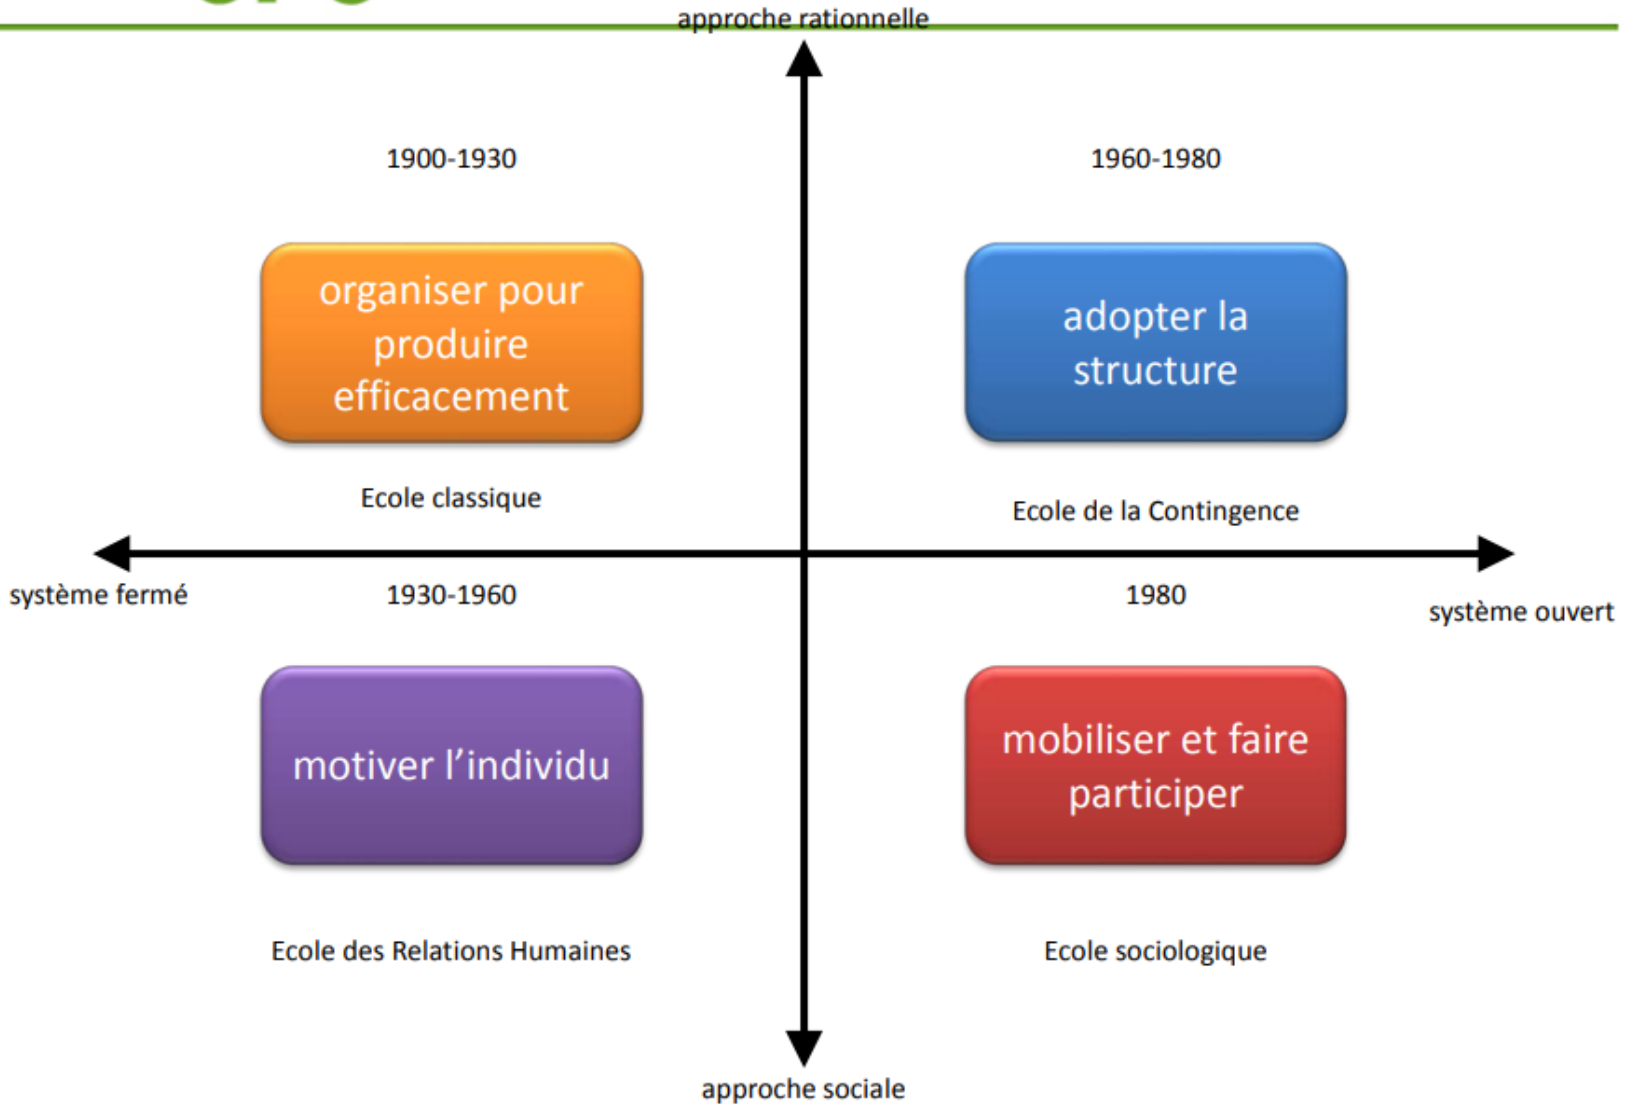 approche rationnelle
1900-1930
1960-1980
organiser pour
produire
efficacement
adopter la
structure
Ecole classique
Ecole de la Contingence
système fermé
1930-1960
1980
système ouvert
motiver l’individu
mobiliser et faire
participer
Ecole des Relations Humaines
Ecole sociologique
approche sociale